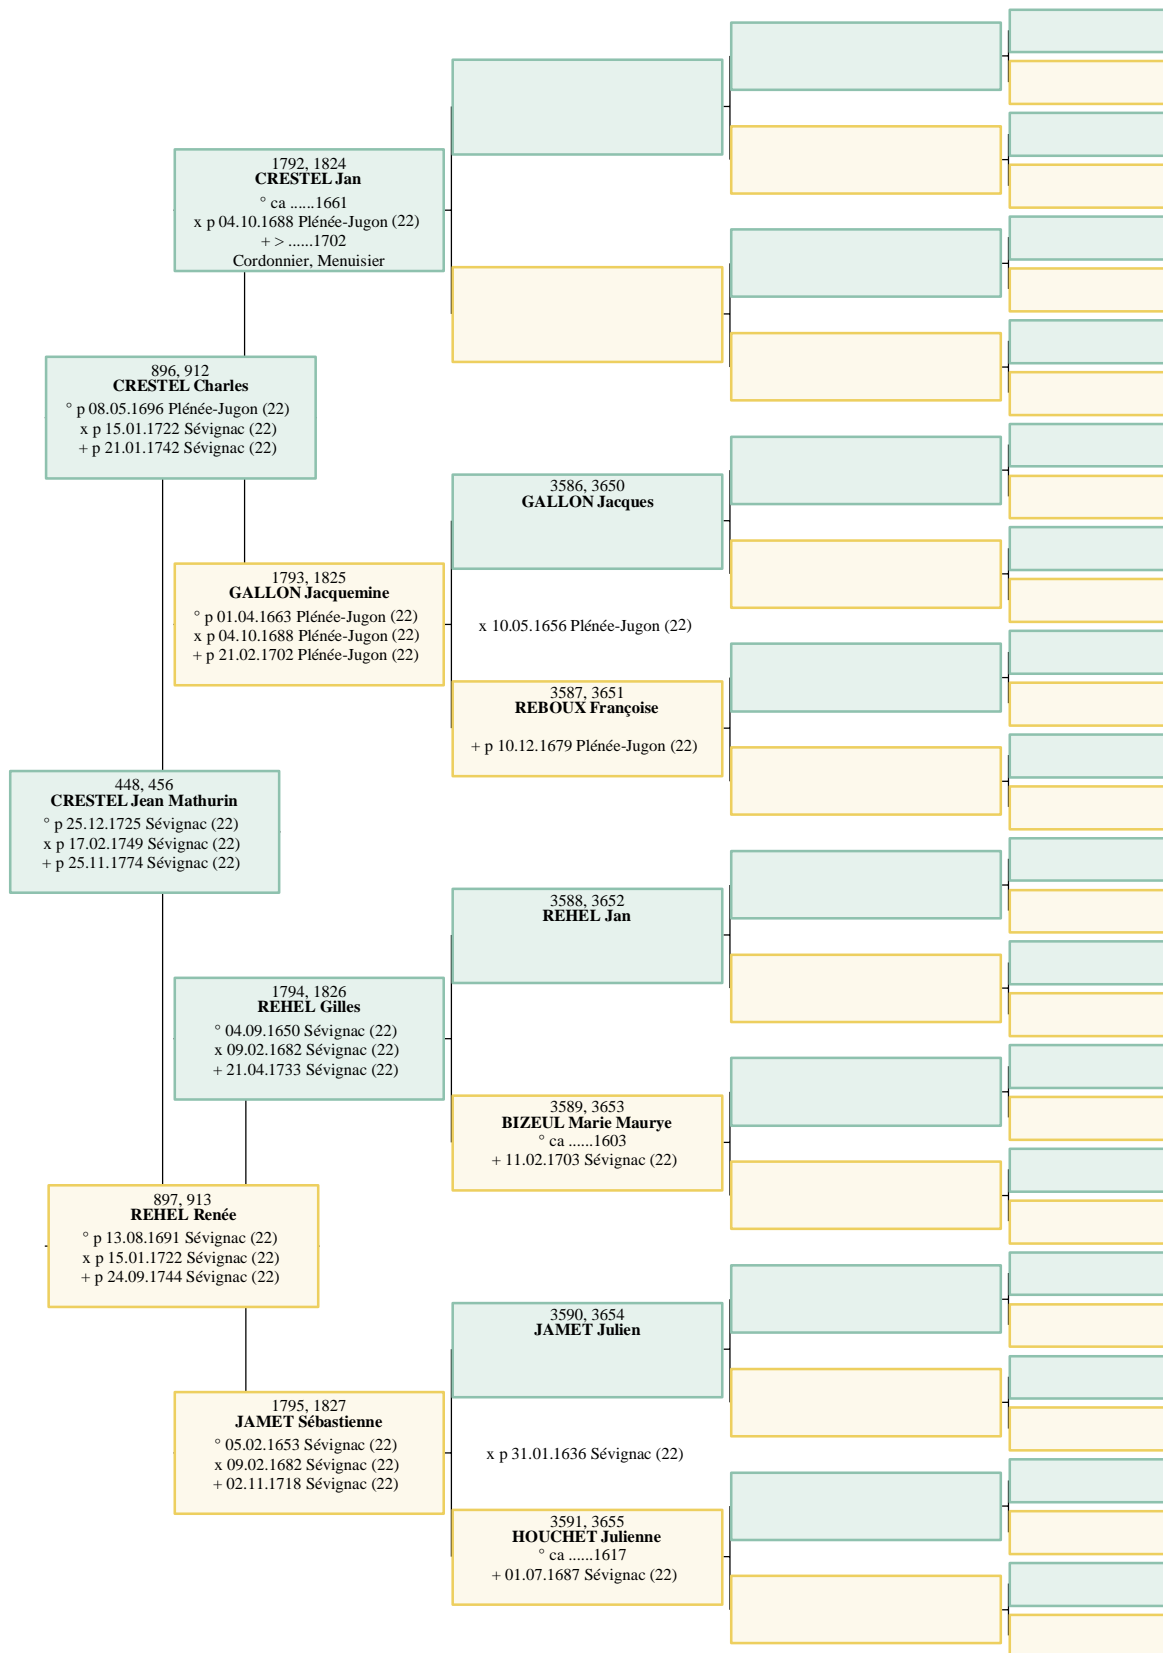 1792, 1824
CRESTEL Jan
° ca ......1661
x p 04.10.1688 Plénée-Jugon (22)
+ > ......1702
Cordonnier, Menuisier
896, 912
CRESTEL Charles
° p 08.05.1696 Plénée-Jugon (22)
x p 15.01.1722 Sévignac (22)
+ p 21.01.1742 Sévignac (22)
3586, 3650
GALLON Jacques
1793, 1825
GALLON Jacquemine
° p 01.04.1663 Plénée-Jugon (22)
x p 04.10.1688 Plénée-Jugon (22)
+ p 21.02.1702 Plénée-Jugon (22)
x 10.05.1656 Plénée-Jugon (22)
3587, 3651
REBOUX Françoise
+ p 10.12.1679 Plénée-Jugon (22)
448, 456
CRESTEL Jean Mathurin
° p 25.12.1725 Sévignac (22)
x p 17.02.1749 Sévignac (22)
+ p 25.11.1774 Sévignac (22)
3588, 3652
REHEL Jan
1794, 1826
REHEL Gilles
° 04.09.1650 Sévignac (22)
x 09.02.1682 Sévignac (22)
+ 21.04.1733 Sévignac (22)
3589, 3653
BIZEUL Marie Maurye
° ca ......1603
+ 11.02.1703 Sévignac (22)
897, 913
REHEL Renée
° p 13.08.1691 Sévignac (22)
x p 15.01.1722 Sévignac (22)
+ p 24.09.1744 Sévignac (22)
3590, 3654
JAMET Julien
1795, 1827
JAMET Sébastienne
° 05.02.1653 Sévignac (22)
x 09.02.1682 Sévignac (22)
+ 02.11.1718 Sévignac (22)
x p 31.01.1636 Sévignac (22)
3591, 3655
HOUCHET Julienne
° ca ......1617
+ 01.07.1687 Sévignac (22)